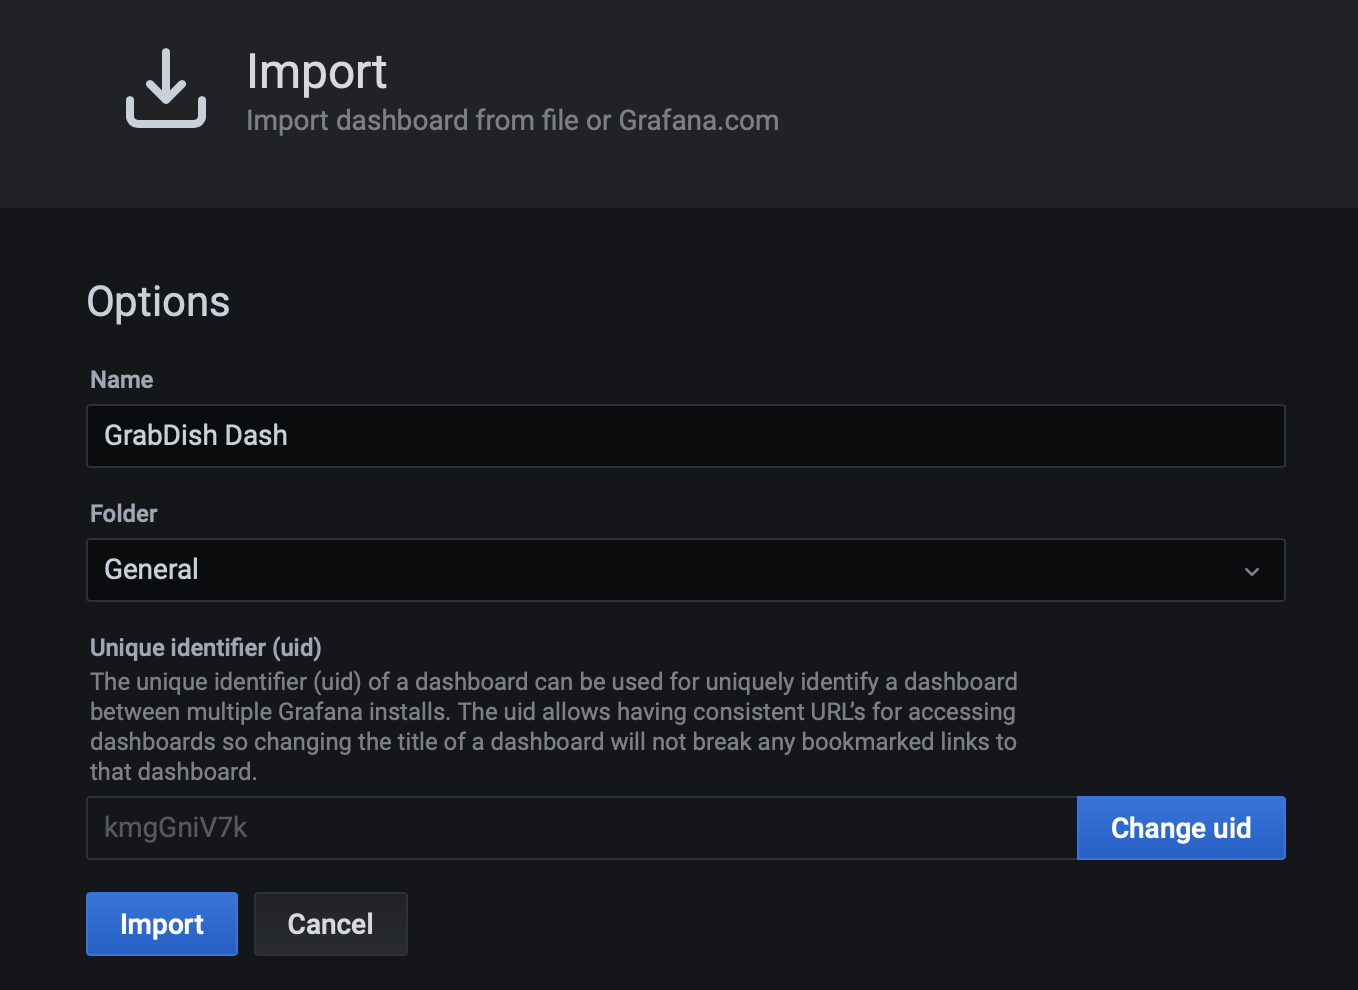 Import
Import dashboard from file or Grafana.com
Options
Name
GrabDish Dash
Folder
General
Unique identifier (uid)
The unique identifier (uid) of a dashboard can be used for uniquely identify a dashboard
between multiple Grafana installs. The uid allows having consistent URL’s for accessing
dashboards so changing the title of a dashboard will not break any bookmarked links to
that dashboard.
kmgGniV7k
Change uid
Import
Cancel